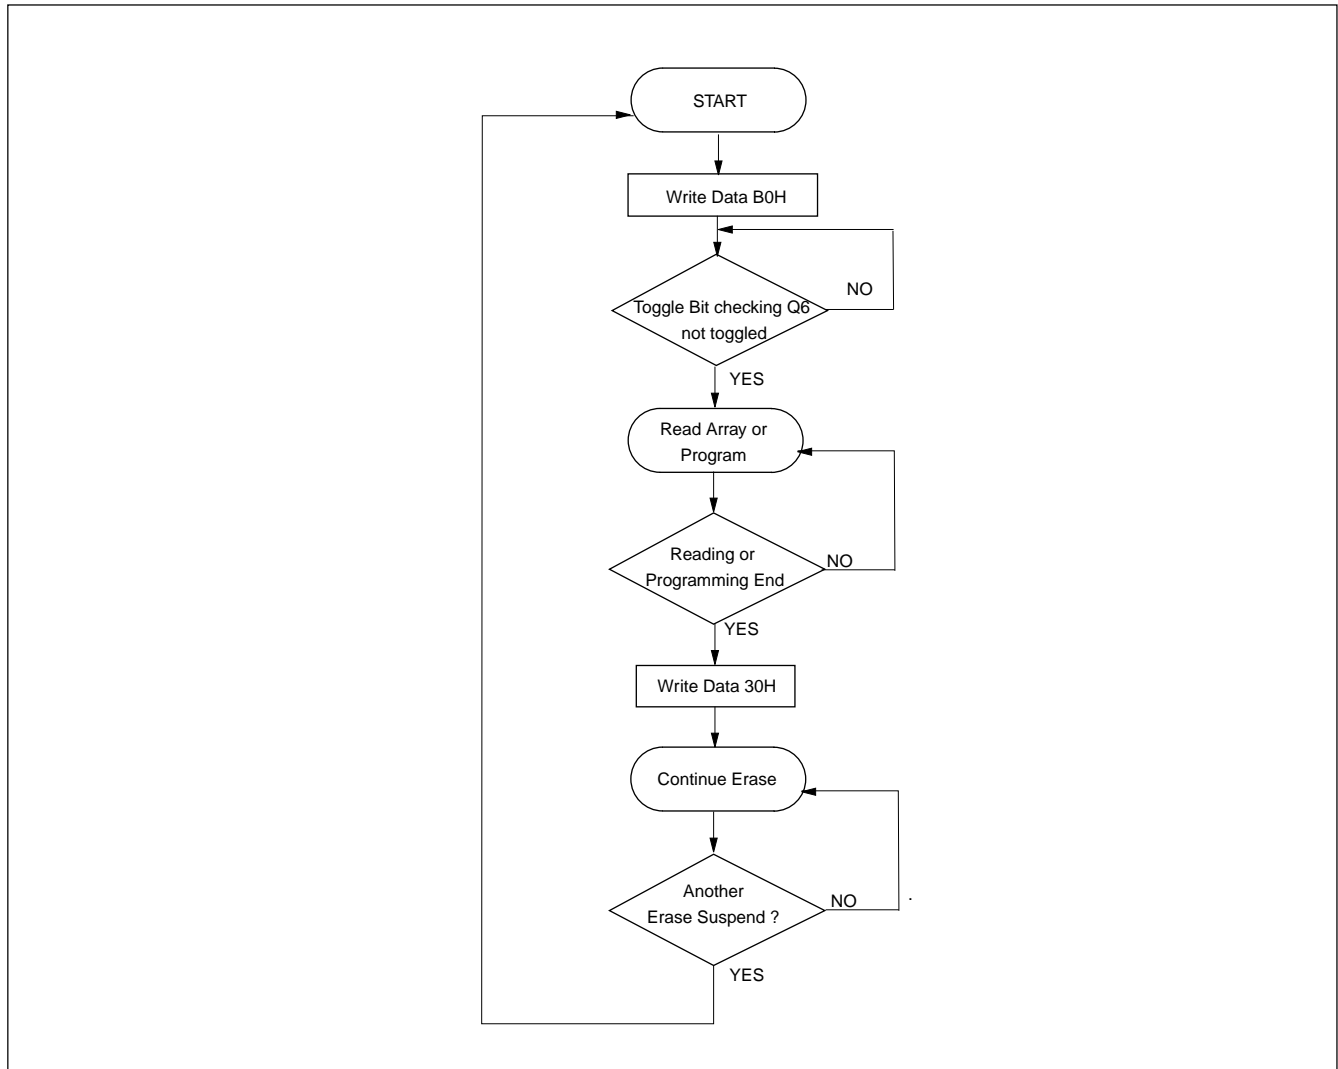 START
Write Data B0H
NO
Toggle Bit checking Q6
not toggled
YES
Read Array or
Program
Reading or
NO
Programming End
YES
Write Data 30H
Continue Erase
Another
NO
Erase Suspend ?
YES